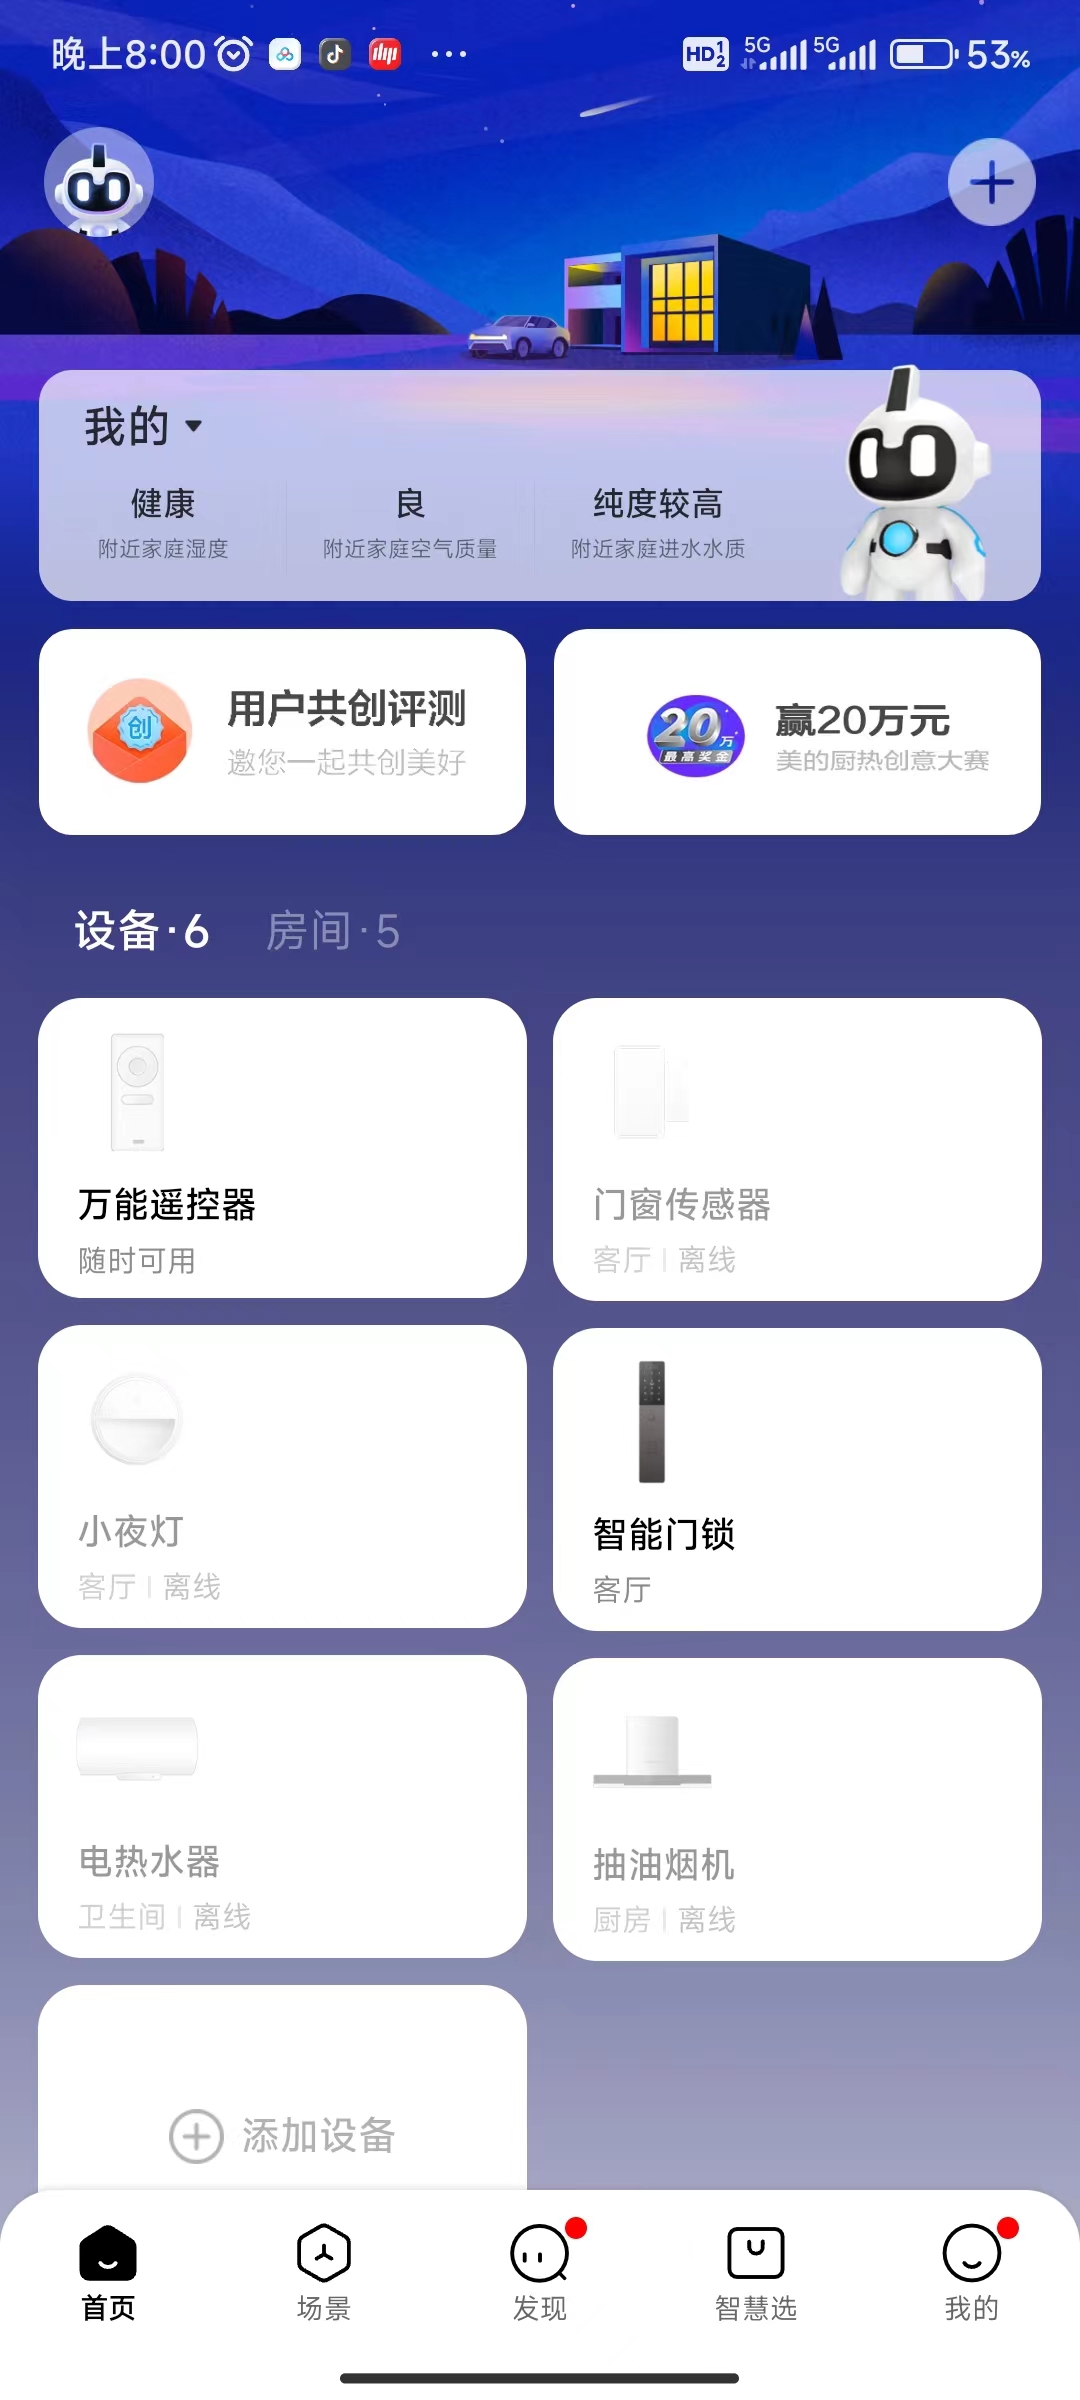 晚上8:00
HD 1 2 5G 5G 53%
我的
健康 良 纯度较高
附近家庭湿度 附近家庭空气质量 附近家庭进水水质
创 用户共创评测
邀您一起共创美好
20万 最高奖金 赢20万元
美的厨热创意大赛
设备·6 房间·5
万能遥控器
随时可用
门窗传感器
客厅 | 离线
小夜灯
客厅 | 离线
智能门锁
客厅
电热水器
卫生间 | 离线
抽油烟机
厨房 | 离线
添加设备
首页 场景 发现 智慧选 我的